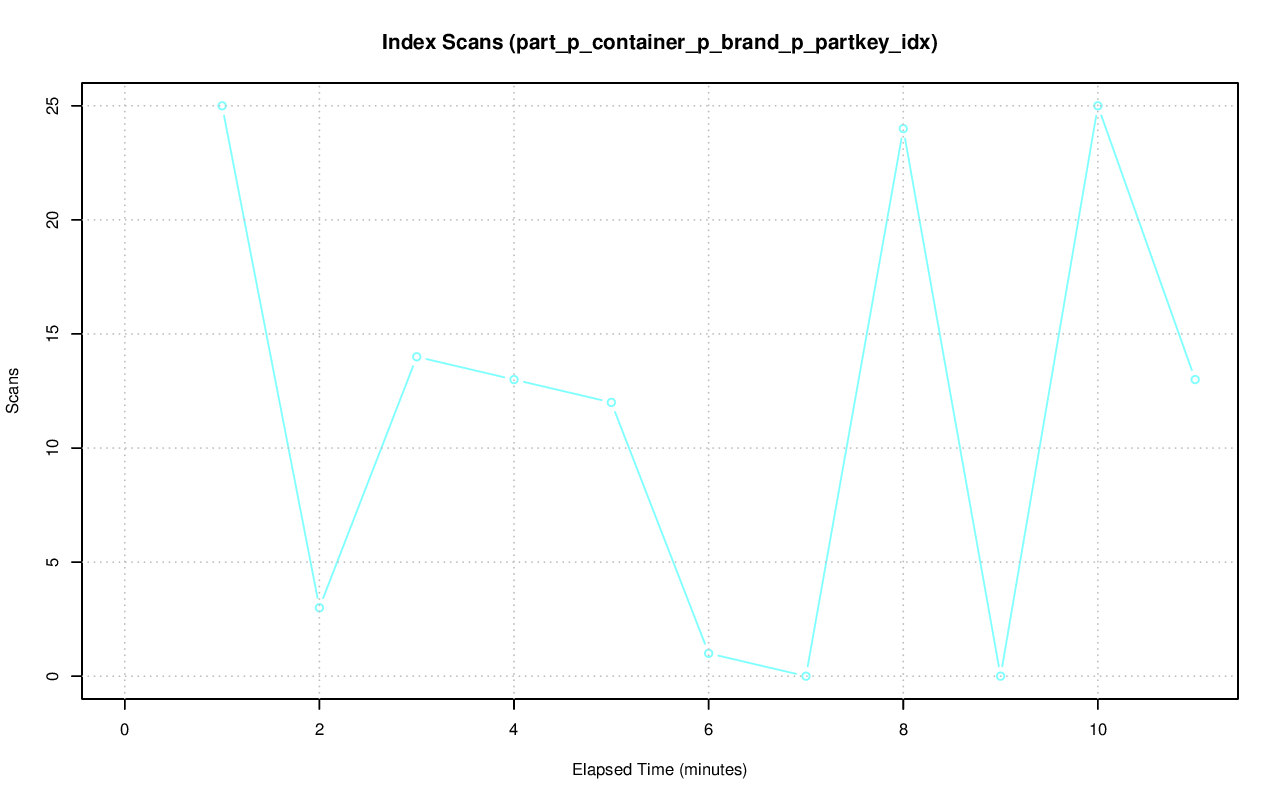 Index Scans (part_p_container_p_brand_p_partkey_idx)
25
20
15
10
5
0
Scans
0 2 4 6 8 10
Elapsed Time (minutes)